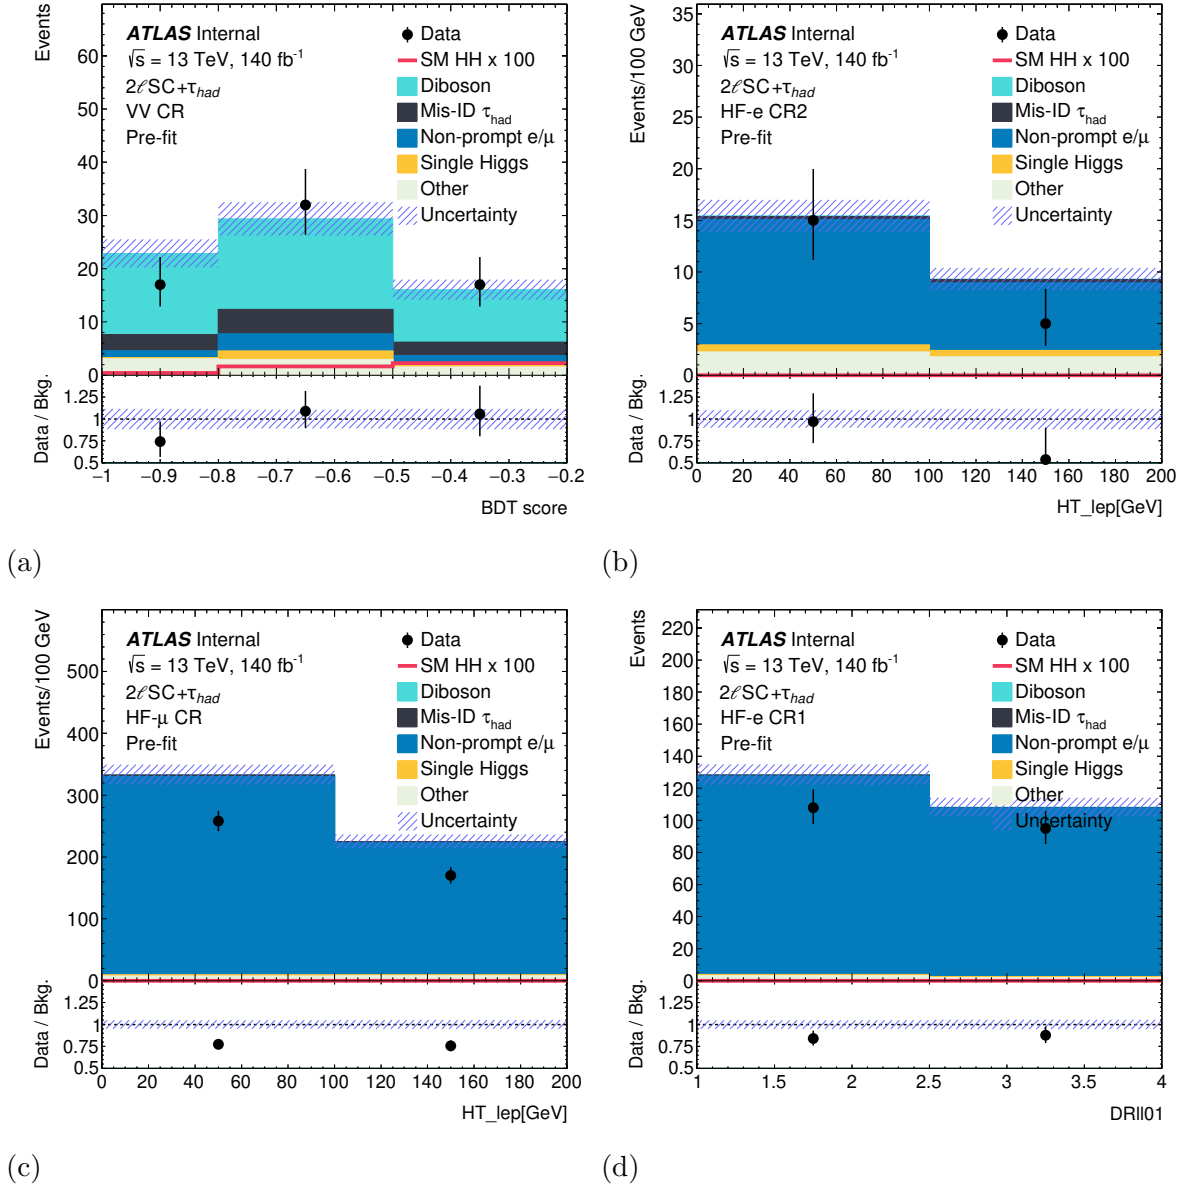 Events
60
50
40
30
20
10
0
ATLAS Internal
√s = 13 TeV, 140 fb⁻¹
2ℓSC+τ_had
VV CR
Pre-fit
Data
SM HH x 100
Diboson
Mis-ID τ_had
Non-prompt e/μ
Single Higgs
Other
Uncertainty
Data / Bkg.
1.25
1
0.75
0.5
−1 −0.9 −0.8 −0.7 −0.6 −0.5 −0.4 −0.3 −0.2
BDT score
(a)
Events/100 GeV
35
30
25
20
15
10
5
0
ATLAS Internal
√s = 13 TeV, 140 fb⁻¹
2ℓSC+τ_had
HF-e CR2
Pre-fit
Data
SM HH x 100
Diboson
Mis-ID τ_had
Non-prompt e/μ
Single Higgs
Other
Uncertainty
Data / Bkg.
1.25
1
0.75
0.5
0 20 40 60 80 100 120 140 160 180 200
HT_lep[GeV]
(b)
Events/100 GeV
500
400
300
200
100
0
ATLAS Internal
√s = 13 TeV, 140 fb⁻¹
2ℓSC+τ_had
HF-μ CR
Pre-fit
Data
SM HH x 100
Diboson
Mis-ID τ_had
Non-prompt e/μ
Single Higgs
Other
Uncertainty
Data / Bkg.
1.25
1
0.75
0.5
0 20 40 60 80 100 120 140 160 180 200
HT_lep[GeV]
(c)
Events
220
200
180
160
140
120
100
80
60
40
20
0
ATLAS Internal
√s = 13 TeV, 140 fb⁻¹
2ℓSC+τ_had
HF-e CR1
Pre-fit
Data
SM HH x 100
Diboson
Mis-ID τ_had
Non-prompt e/μ
Single Higgs
Other
Uncertainty
Data / Bkg.
1.25
1
0.75
0.5
1 1.5 2 2.5 3 3.5 4
DRll01
(d)